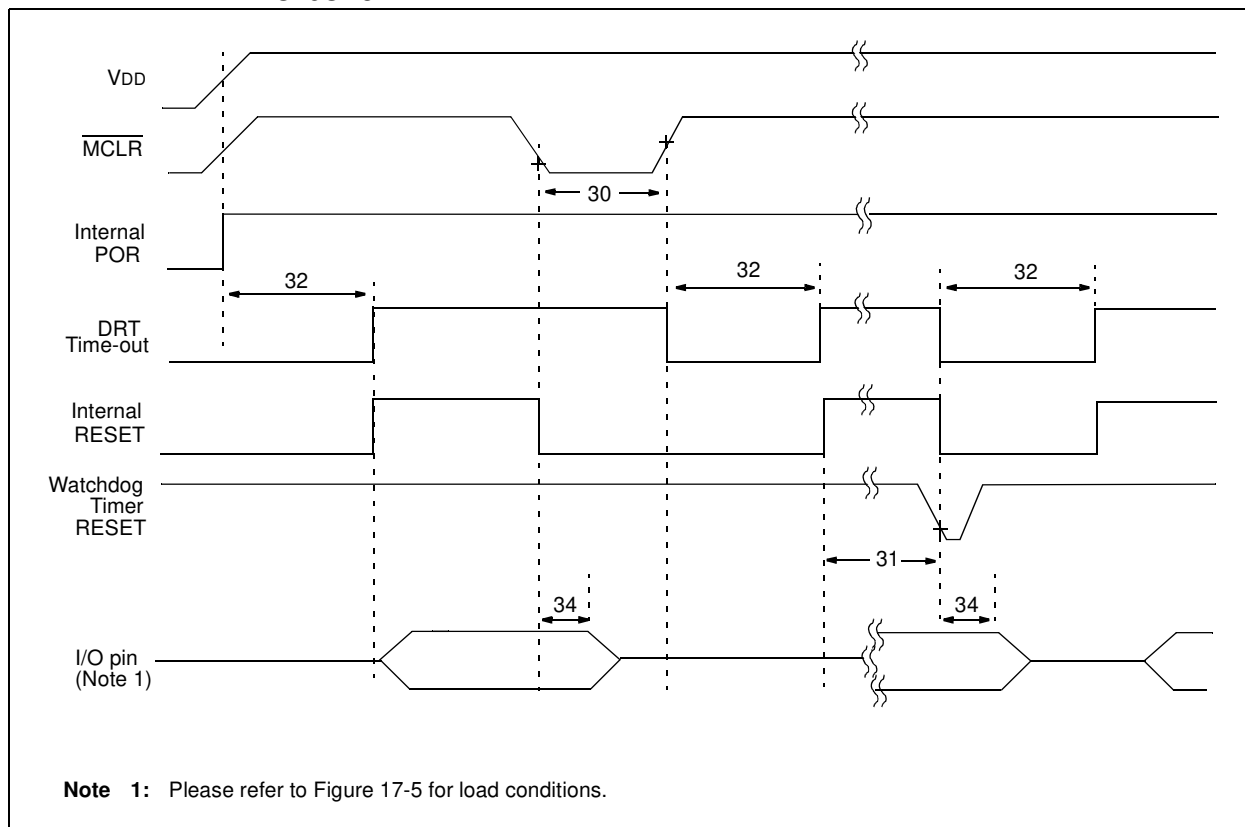 VDD
MCLR
30
Internal
POR
32
32
32
DRT
Time-out
Internal
RESET
Watchdog
Timer
RESET
31
34
34
I/O pin
(Note 1)
Note 1: Please refer to Figure 17-5 for load conditions.